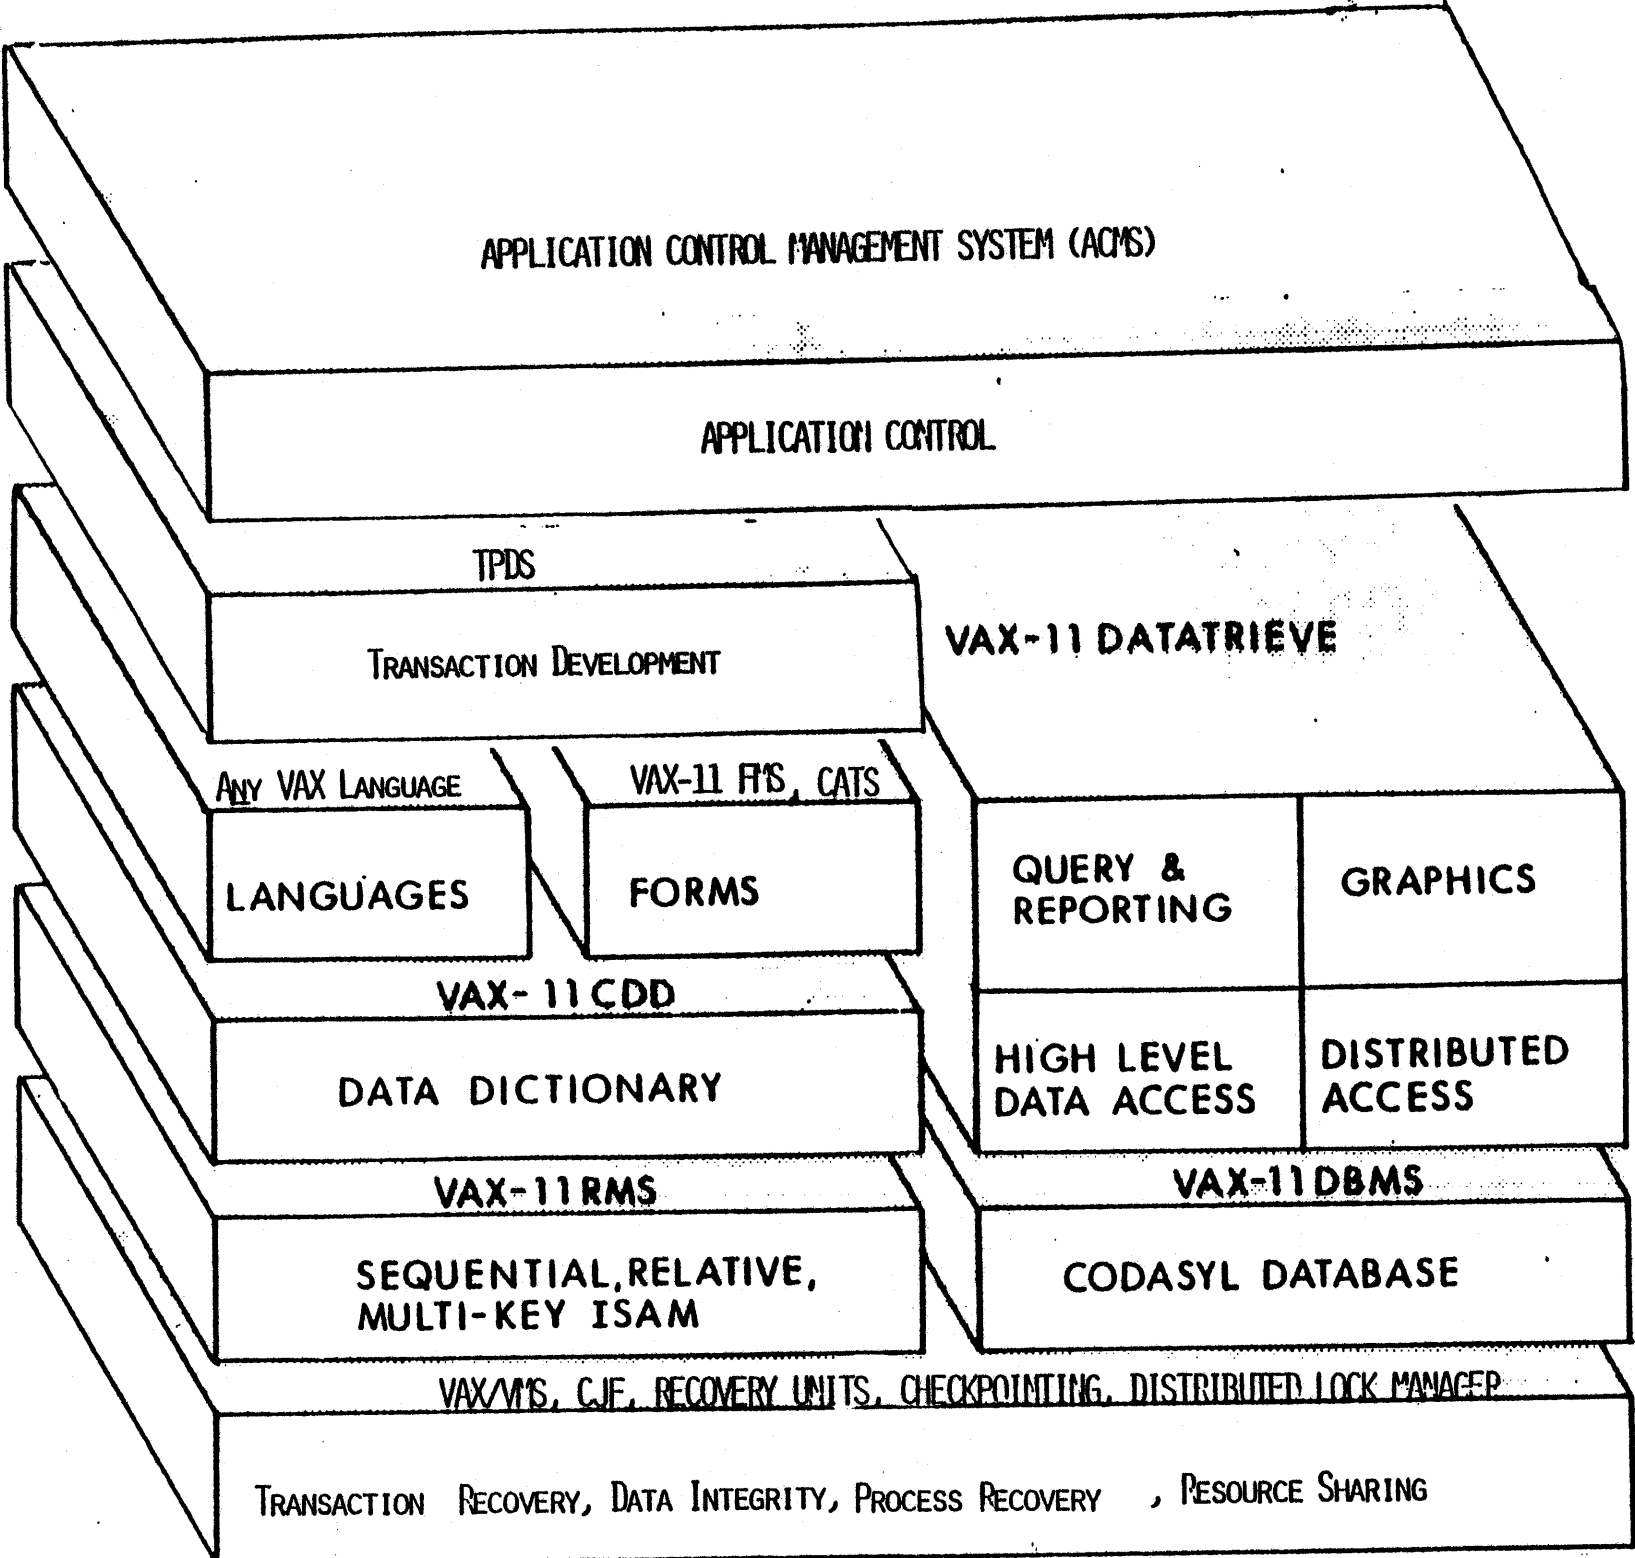 APPLICATION CONTROL MANAGEMENT SYSTEM (ACMS)
APPLICATION CONTROL
TPDS
TRANSACTION DEVELOPMENT
VAX-11 DATATRIEVE
ANY VAX LANGUAGE
VAX-11 FMS, CATS
LANGUAGES
FORMS
QUERY &
REPORTING
GRAPHICS
HIGH LEVEL
DATA ACCESS
DISTRIBUTED
ACCESS
VAX-11 CDD
DATA DICTIONARY
VAX-11 RMS
SEQUENTIAL, RELATIVE,
MULTI-KEY ISAM
VAX-11 DBMS
CODASYL DATABASE
VAX/VMS, CJF, RECOVERY UNITS, CHECKPOINTING, DISTRIBUTED LOCK MANAGER
TRANSACTION RECOVERY, DATA INTEGRITY, PROCESS RECOVERY , RESOURCE SHARING